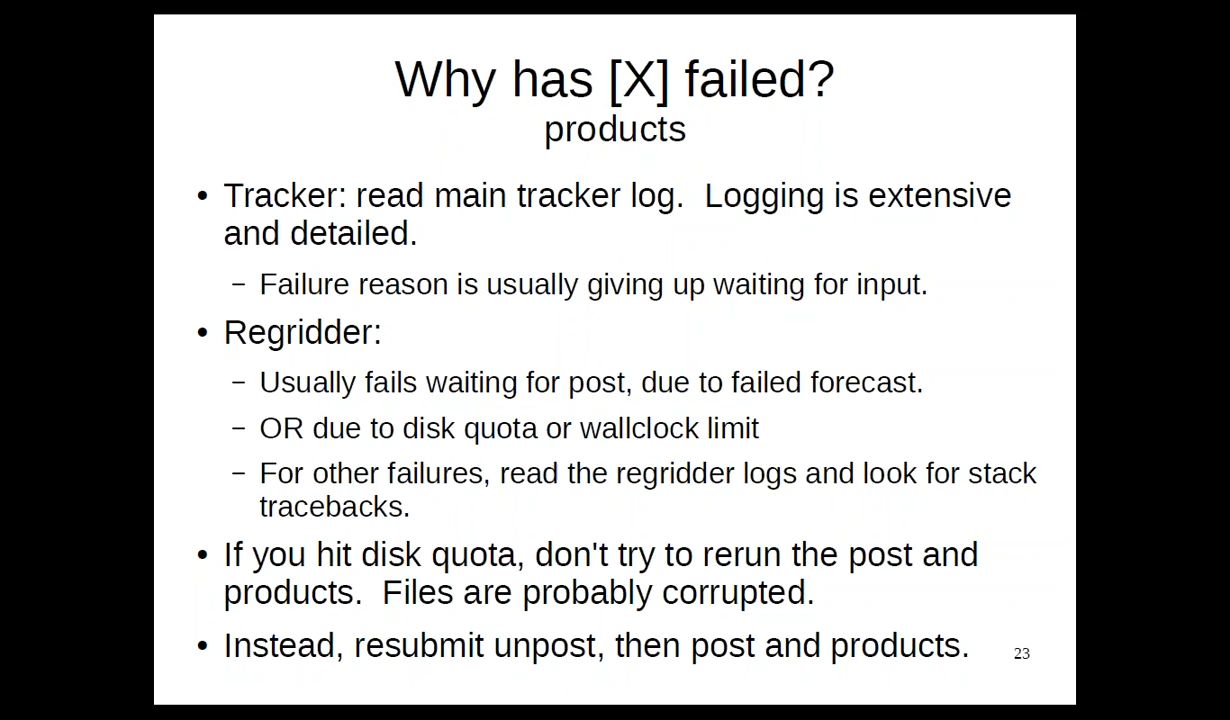 Why has [X] failed?
products
• Tracker: read main tracker log.  Logging is extensive
and detailed.
– Failure reason is usually giving up waiting for input.
• Regridder:
– Usually fails waiting for post, due to failed forecast.
– OR due to disk quota or wallclock limit
– For other failures, read the regridder logs and look for stack
tracebacks.
• If you hit disk quota, don't try to rerun the post and
products.  Files are probably corrupted.
• Instead, resubmit unpost, then post and products.
23